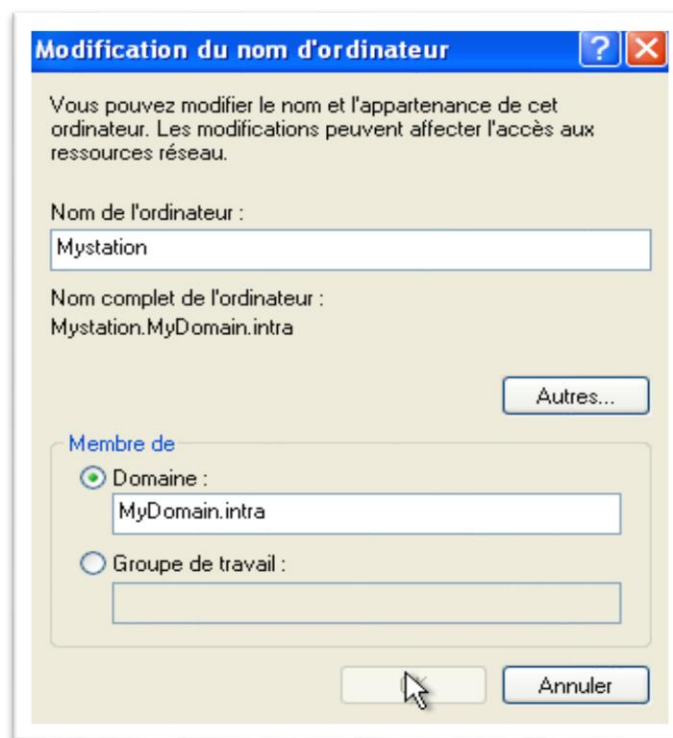 Modification du nom d'ordinateur
Vous pouvez modifier le nom et l'appartenance de cet
ordinateur. Les modifications peuvent affecter l'accès aux
ressources réseau.
Nom de l'ordinateur :
Mystation
Nom complet de l'ordinateur :
Mystation.MyDomain.intra
Autres...
Membre de
Domaine :
MyDomain.intra
Groupe de travail :
Annuler